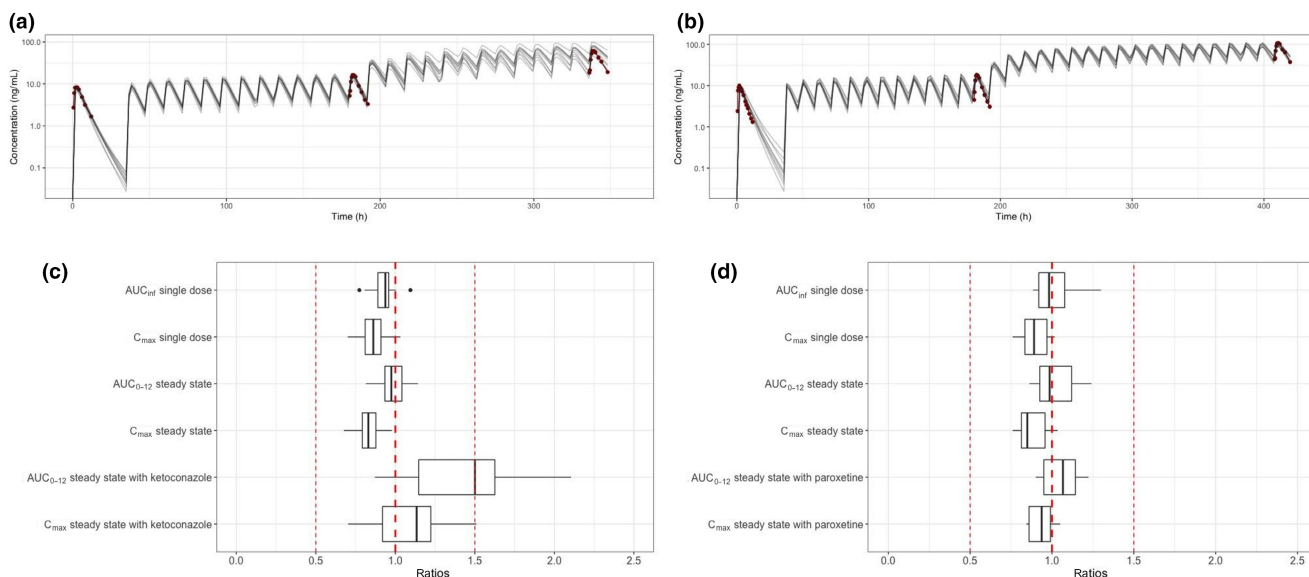 (a)
Concentration (ng/mL)
100.0
10.0
1.0
0.1
0 100 200 300
Time (h)
(b)
Concentration (ng/mL)
100.0
10.0
1.0
0.1
0 100 200 300 400
Time (h)
(c)
AUCinf single dose
Cmax single dose
AUC0–12 steady state
Cmax steady state
AUC0–12 steady state with ketoconazole
Cmax steady state with ketoconazole
0.0 0.5 1.0 1.5 2.0 2.5
Ratios
(d)
AUCinf single dose
Cmax single dose
AUC0–12 steady state
Cmax steady state
AUC0–12 steady state with paroxetine
Cmax steady state with paroxetine
0.0 0.5 1.0 1.5 2.0 2.5
Ratios